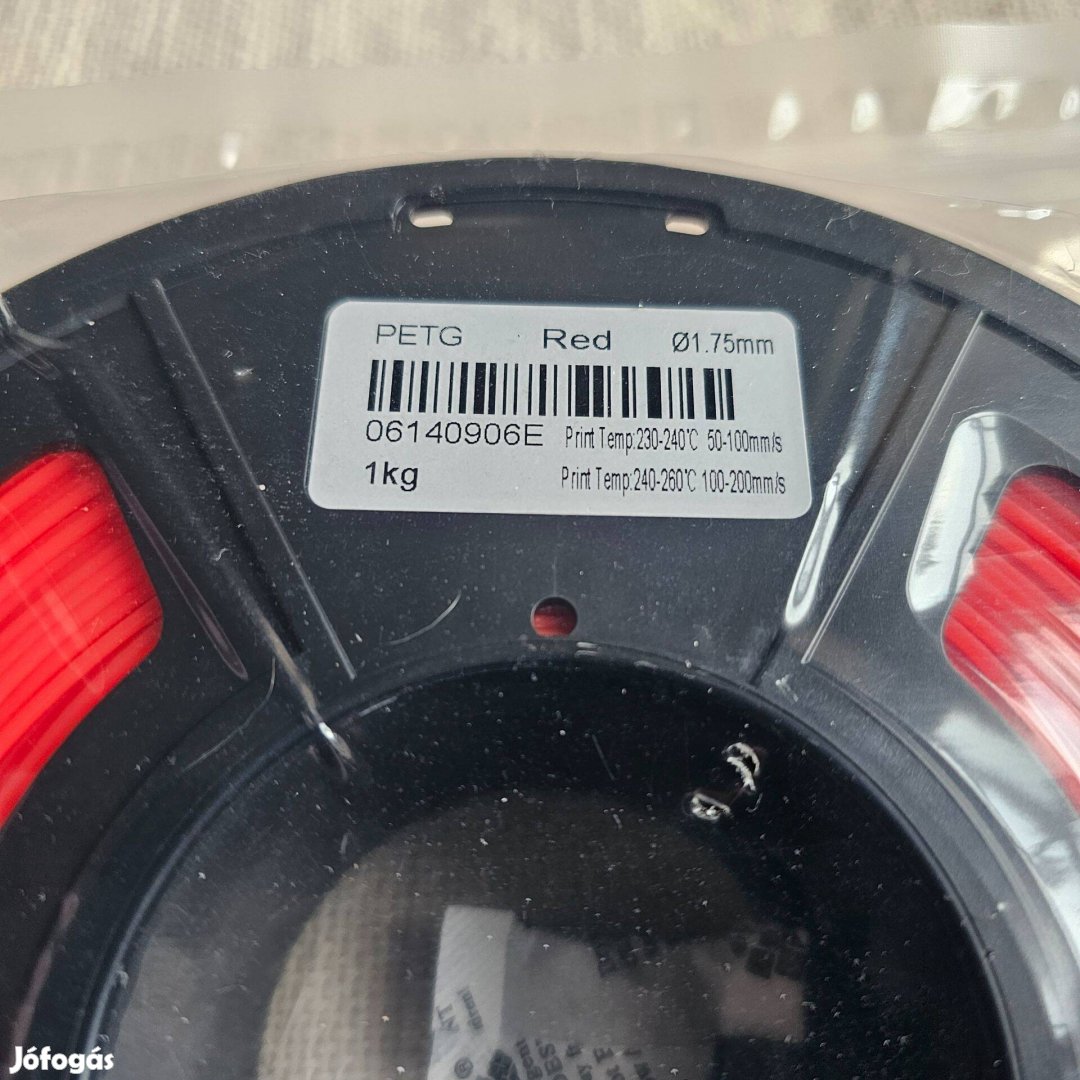 PETG Red Ø1.75mm
06140906E Print Temp:230-240℃ 50-100mm/s
1kg Print Temp:240-260℃ 100-200mm/s
Jófogás